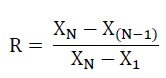 R = (X_N − X_(N−1)) / (X_N − X_1)